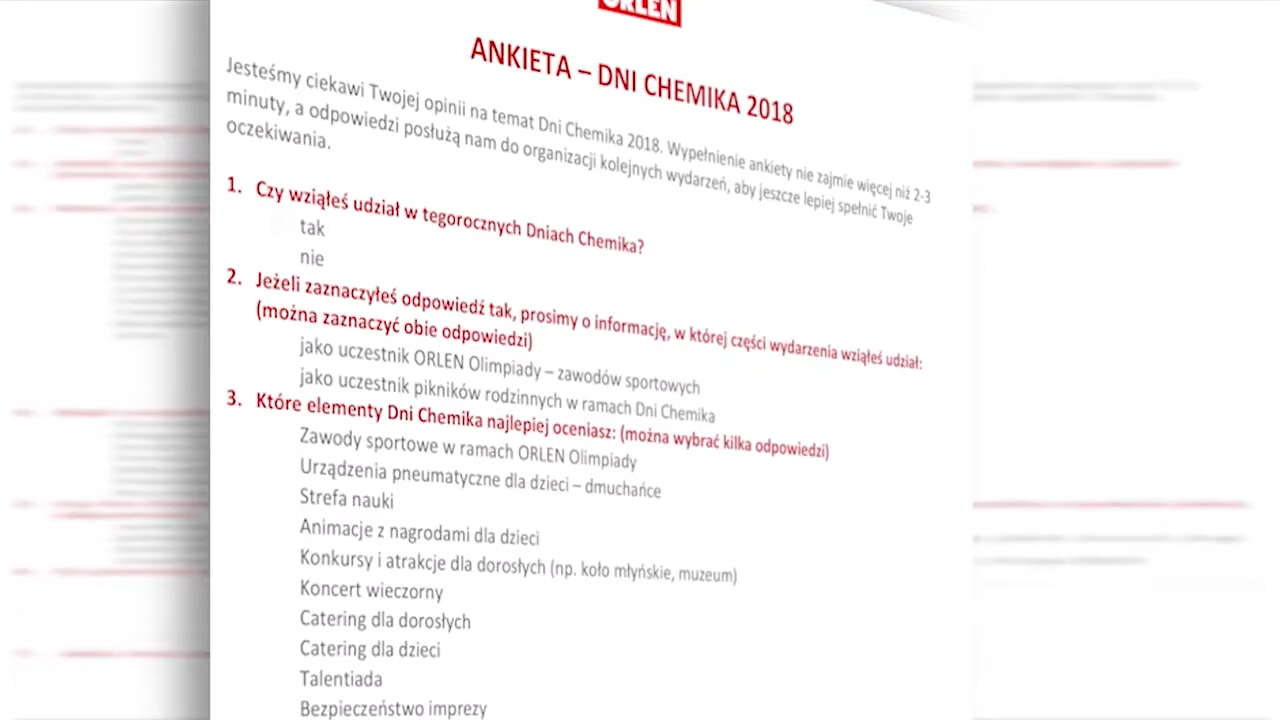 ORLEN
ANKIETA – DNI CHEMIKA 2018
Jesteśmy ciekawi Twojej opinii na temat Dni Chemika 2018. Wypełnienie ankiety nie zajmie więcej niż 2-3
minuty, a odpowiedzi posłużą nam do organizacji kolejnych wydarzeń, aby jeszcze lepiej spełnić Twoje
oczekiwania.
1. Czy wziąłeś udział w tegorocznych Dniach Chemika?
tak
nie
2. Jeżeli zaznaczyłeś odpowiedź tak, prosimy o informację, w której części wydarzenia wziąłeś udział:
(można zaznaczyć obie odpowiedzi)
jako uczestnik ORLEN Olimpiady – zawodów sportowych
jako uczestnik pikników rodzinnych w ramach Dni Chemika
3. Które elementy Dni Chemika najlepiej oceniasz: (można wybrać kilka odpowiedzi)
Zawody sportowe w ramach ORLEN Olimpiady
Urządzenia pneumatyczne dla dzieci – dmuchańce
Strefa nauki
Animacje z nagrodami dla dzieci
Konkursy i atrakcje dla dorosłych (np. koło młyńskie, muzeum)
Koncert wieczorny
Catering dla dorosłych
Catering dla dzieci
Talentiada
Bezpieczeństwo imprezy